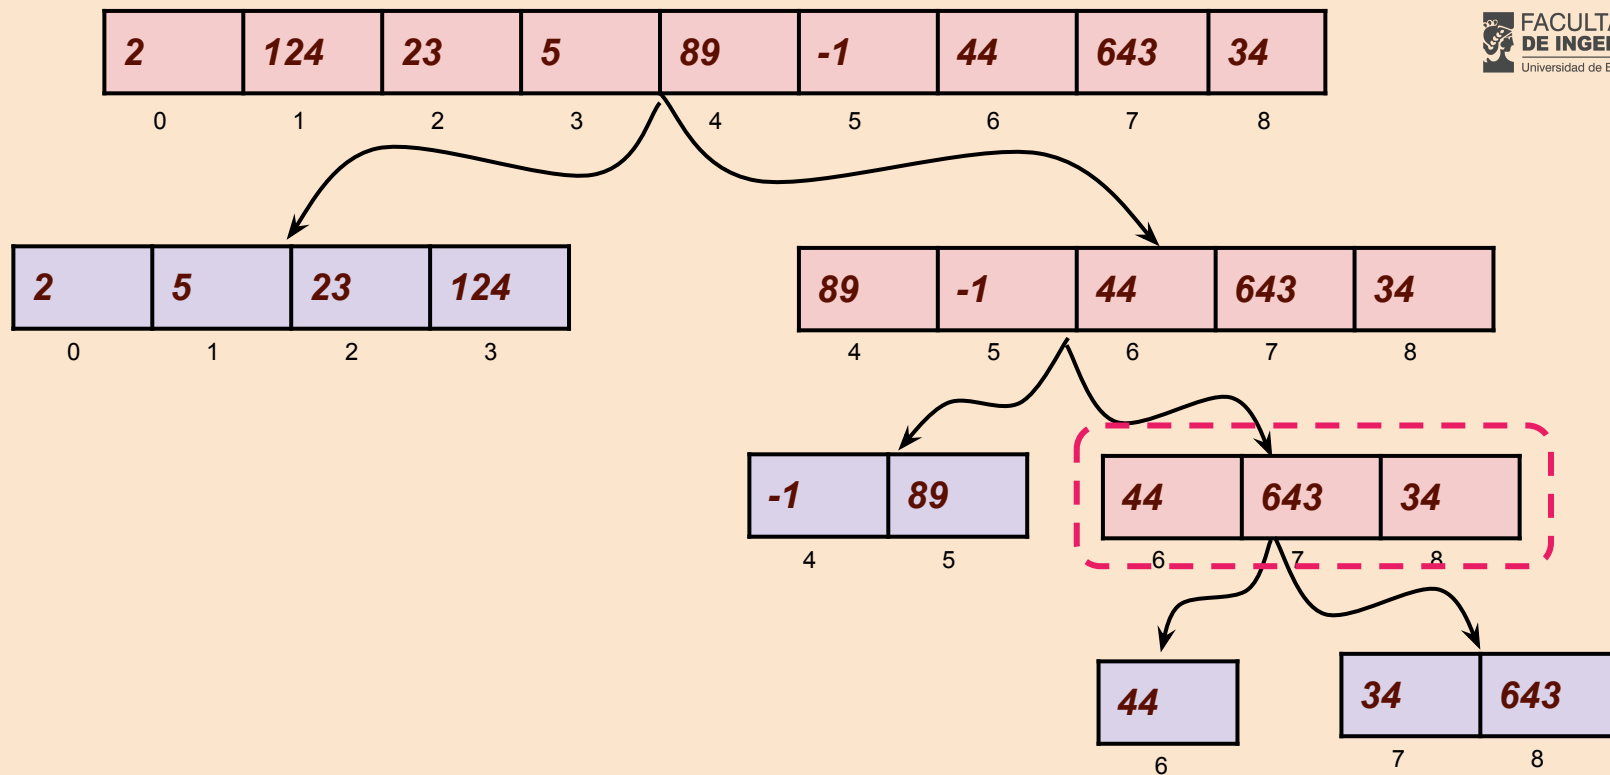 2 124 23 5 89 -1 44 643 34
0 1 2 3 4 5 6 7 8
FACULTA
DE INGEN
Universidad de B
2 5 23 124
0 1 2 3
89 -1 44 643 34
4 5 6 7 8
-1 89
4 5
44 643 34
6 7 8
44
6
34 643
7 8